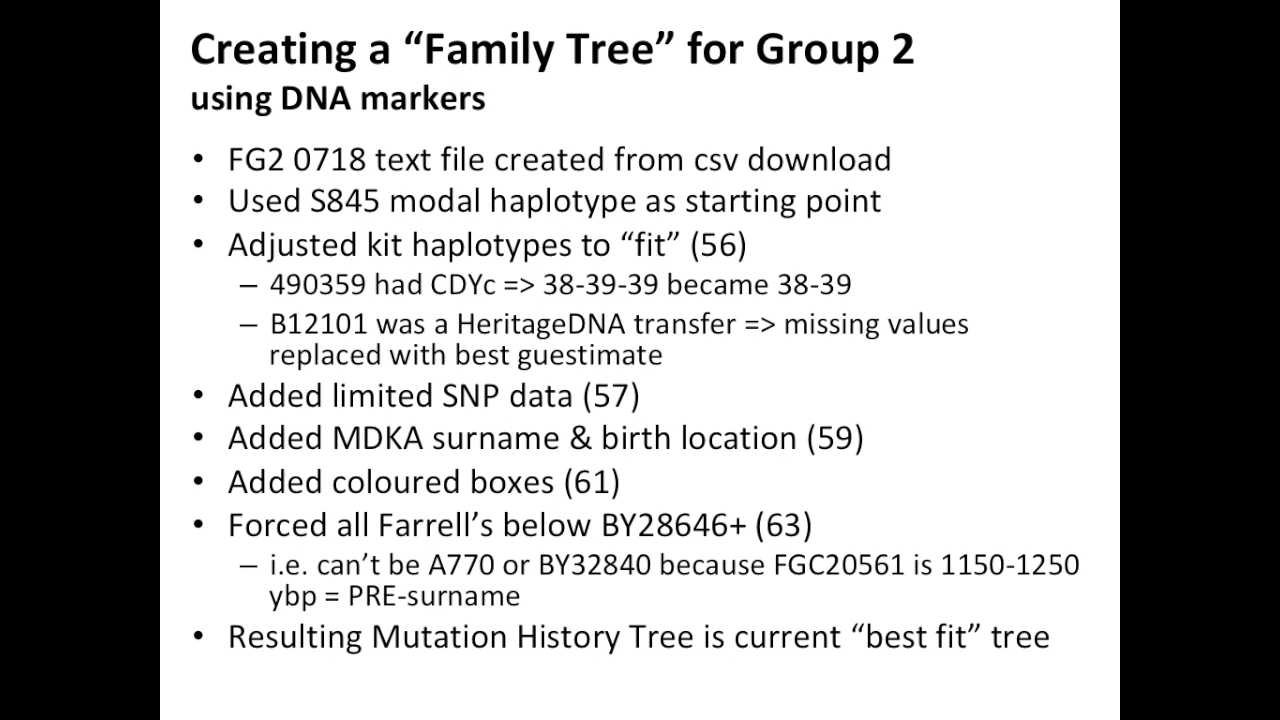 Creating a “Family Tree” for Group 2
using DNA markers
• FG2 0718 text file created from csv download
• Used S845 modal haplotype as starting point
• Adjusted kit haplotypes to “fit” (56)
– 490359 had CDYc => 38-39-39 became 38-39
– B12101 was a HeritageDNA transfer => missing values
replaced with best guestimate
• Added limited SNP data (57)
• Added MDKA surname & birth location (59)
• Added coloured boxes (61)
• Forced all Farrell’s below BY28646+ (63)
– i.e. can’t be A770 or BY32840 because FGC20561 is 1150-1250
ybp = PRE-surname
• Resulting Mutation History Tree is current “best fit” tree